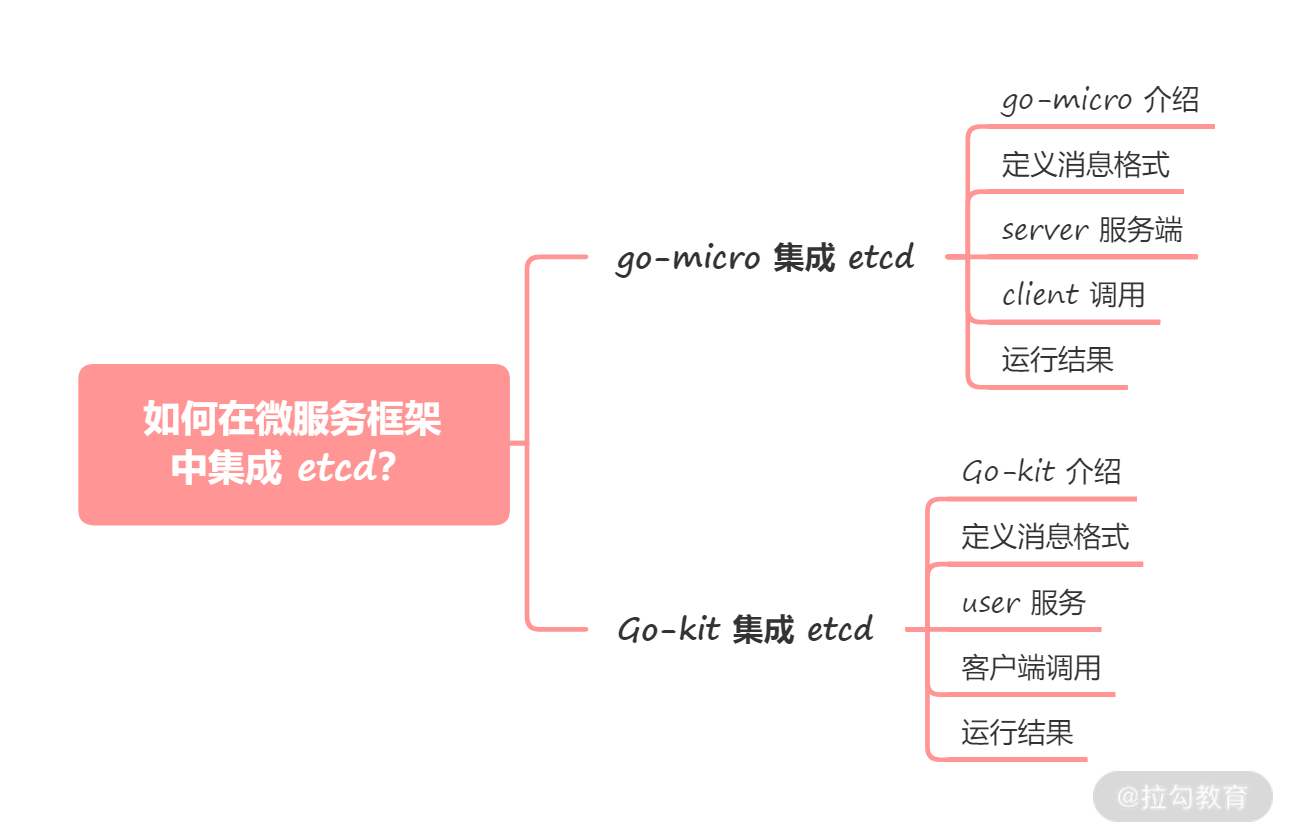 如何在微服务框架
中集成 etcd?
go-micro 集成 etcd
go-micro 介绍
定义消息格式
server 服务端
client 调用
运行结果
Go-kit 集成 etcd
Go-kit 介绍
定义消息格式
user 服务
客户端调用
运行结果
@拉勾教育